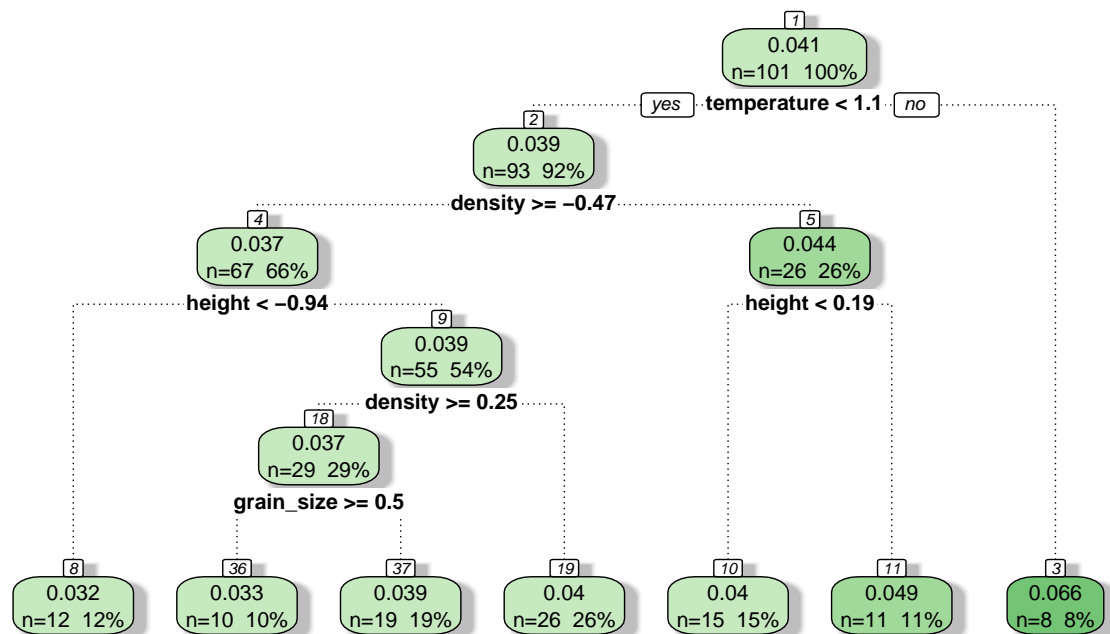 1
0.041
n=101 100%
yes temperature < 1.1 no
2
0.039
n=93 92%
density >= −0.47
4
0.037
n=67 66%
height < −0.94
5
0.044
n=26 26%
height < 0.19
9
0.039
n=55 54%
density >= 0.25
18
0.037
n=29 29%
grain_size >= 0.5
8
0.032
n=12 12%
36
0.033
n=10 10%
37
0.039
n=19 19%
19
0.04
n=26 26%
10
0.04
n=15 15%
11
0.049
n=11 11%
3
0.066
n=8 8%